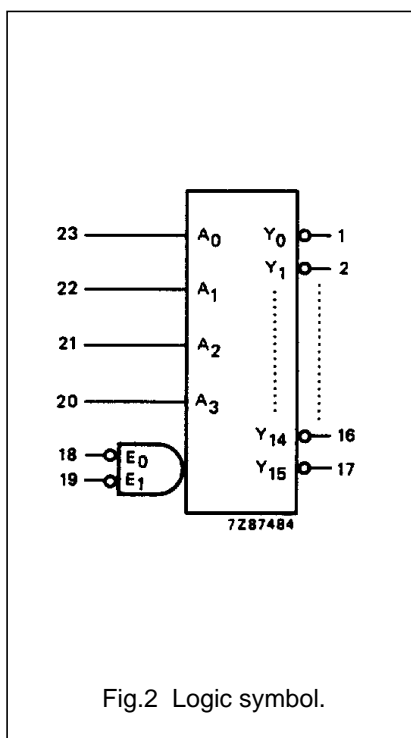 23 A0 Y0 1
Y1 2
22 A1
21 A2
20 A3
Y14 16
18 E0
Y15 17
19 E1
7Z87484
Fig.2 Logic symbol.